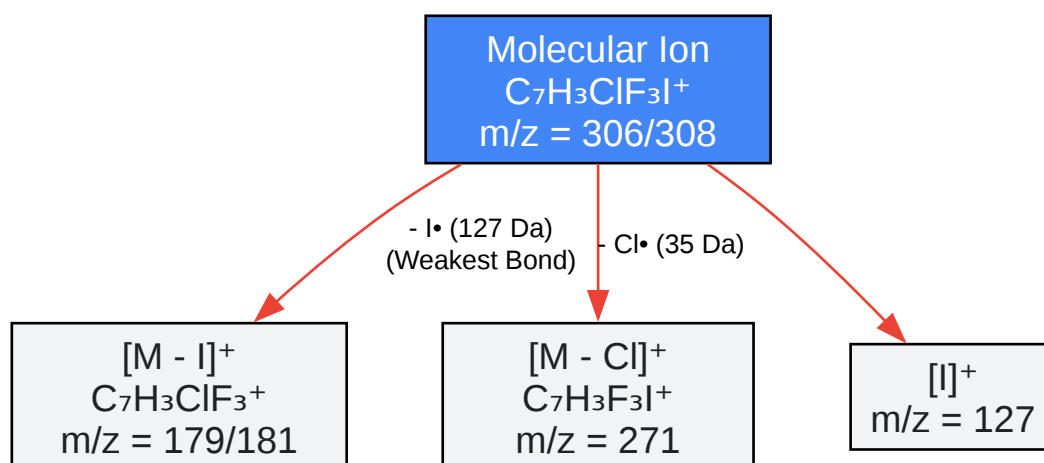 Molecular Ion
C₇H₃ClF₃I⁺
m/z = 306/308
- I• (127 Da)
(Weakest Bond)
- Cl• (35 Da)
[M - I]⁺
C₇H₃ClF₃⁺
m/z = 179/181
[M - Cl]⁺
C₇H₃F₃I⁺
m/z = 271
[I]⁺
m/z = 127